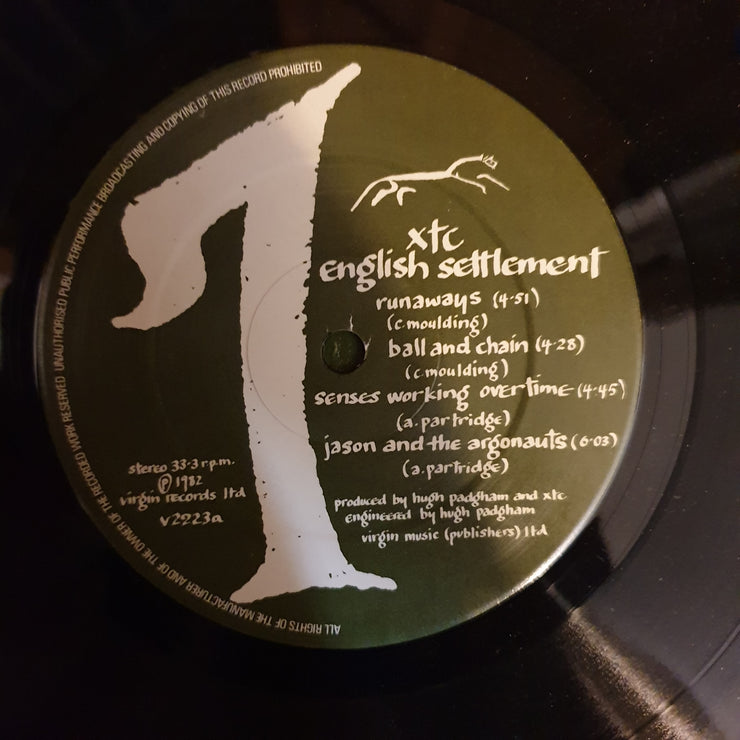 1
xtc
english settlement
runaways (4·51)
(c.moulding)
ball and chain (4·28)
(c.moulding)
senses working overtime (4·45)
(a.partridge)
jason and the argonauts (6·03)
(a.partridge)
produced by hugh padgham and xtc
engineered by hugh padgham
virgin music (publishers) ltd
stereo 33·3 rpm.
℗ 1982
virgin records ltd
v2223a
ALL RIGHTS OF THE MANUFACTURER AND OF THE OWNER OF THE RECORDED WORK RESERVED UNAUTHORISED PUBLIC PERFORMANCE BROADCASTING AND COPYING OF THIS RECORD PROHIBITED